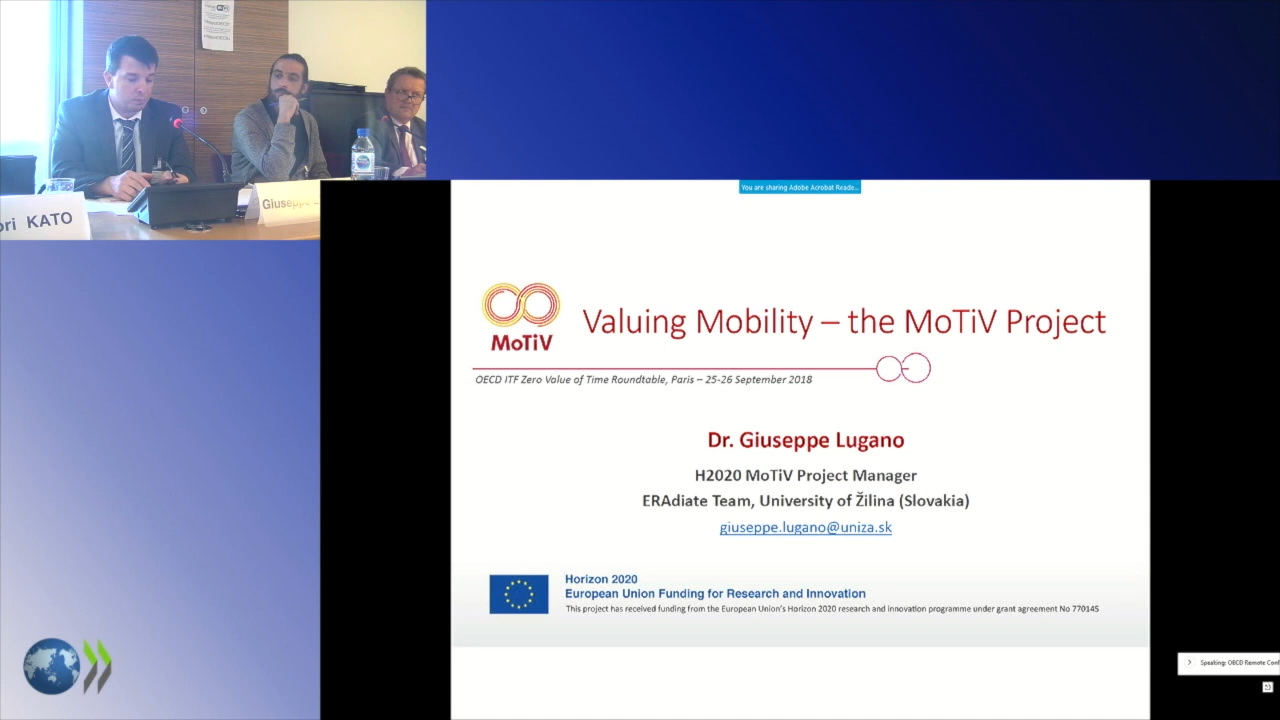 ori KATO
Giuseppe
You are sharing Adobe Acrobat Reade...
MoTiV
Valuing Mobility – the MoTiV Project
OECD ITF Zero Value of Time Roundtable, Paris – 25-26 September 2018
Dr. Giuseppe Lugano
H2020 MoTiV Project Manager
ERAdiate Team, University of Žilina (Slovakia)
giuseppe.lugano@uniza.sk
Horizon 2020
European Union Funding for Research and Innovation
This project has received funding from the European Union's Horizon 2020 research and innovation programme under grant agreement No 770145
Speaking: OECD Remote Conf